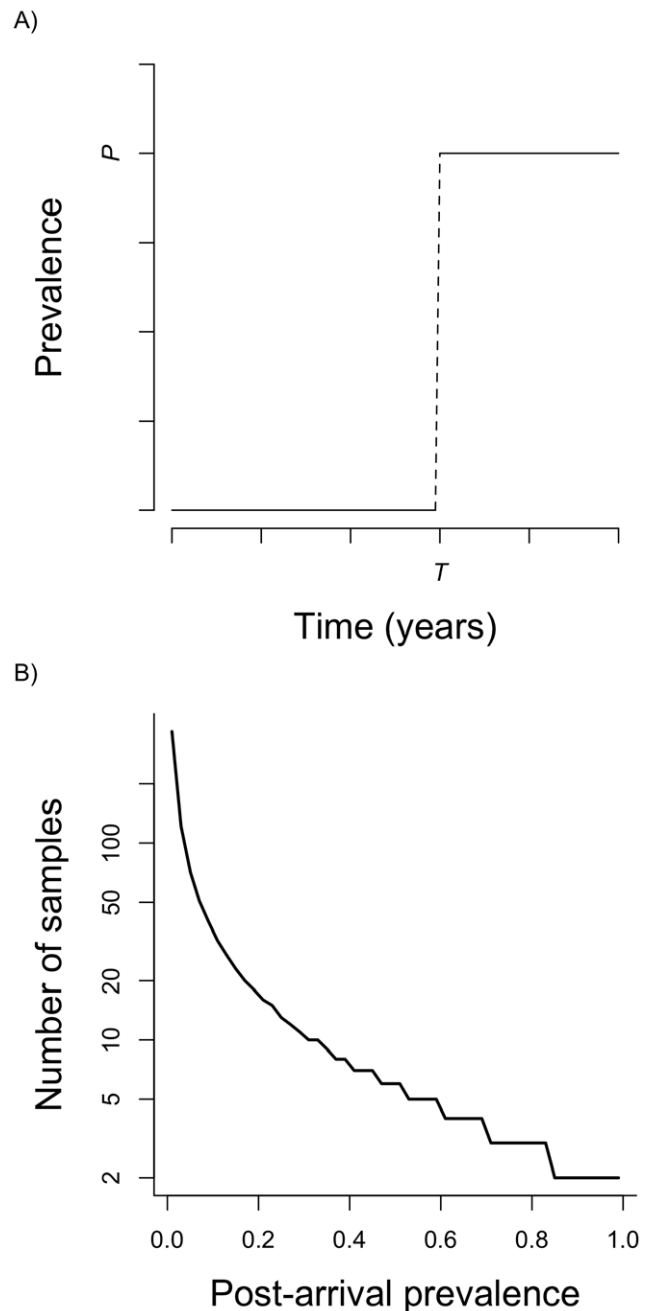 A)
P
Prevalence
T
Time (years)
B)
100
50
20
10
5
2
Number of samples
0.0 0.2 0.4 0.6 0.8 1.0
Post-arrival prevalence